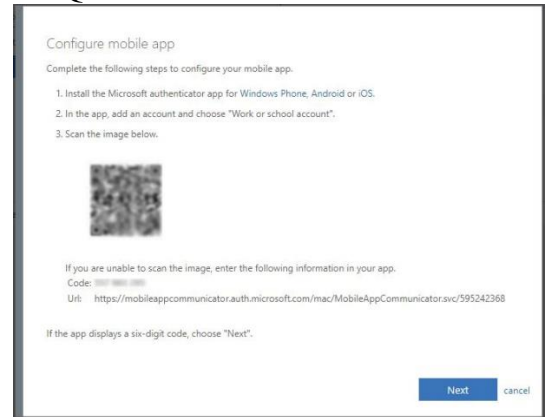 Configure mobile app
Complete the following steps to configure your mobile app.
1. Install the Microsoft authenticator app for Windows Phone, Android or iOS.
2. In the app, add an account and choose "Work or school account".
3. Scan the image below.
If you are unable to scan the image, enter the following information in your app.
Code:
Url: https://mobileappcommunicator.auth.microsoft.com/mac/MobileAppCommunicator.svc/595242368
If the app displays a six-digit code, choose "Next".
Next cancel